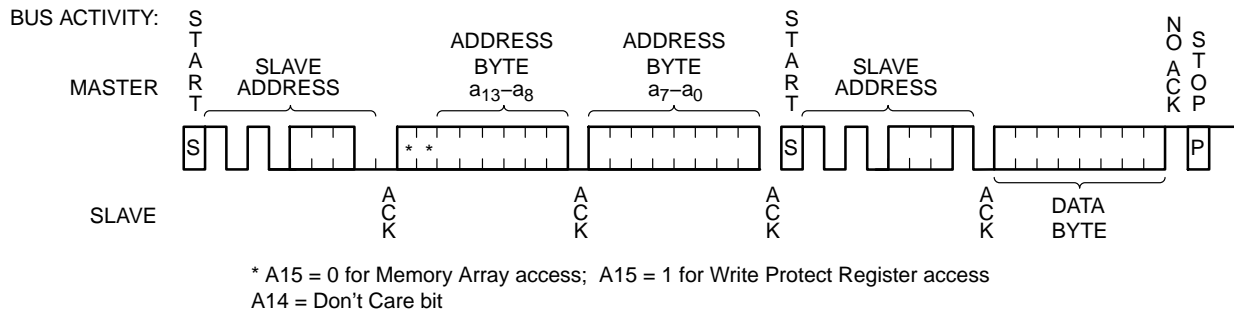 BUS ACTIVITY:
MASTER
START
SLAVE
ADDRESS
ADDRESS
BYTE
a13–a8
ADDRESS
BYTE
a7–a0
START
SLAVE
ADDRESS
NO ACK
STOP
S
* *
S
P
SLAVE
ACK
ACK
ACK
ACK
DATA
BYTE
* A15 = 0 for Memory Array access; A15 = 1 for Write Protect Register access
A14 = Don't Care bit